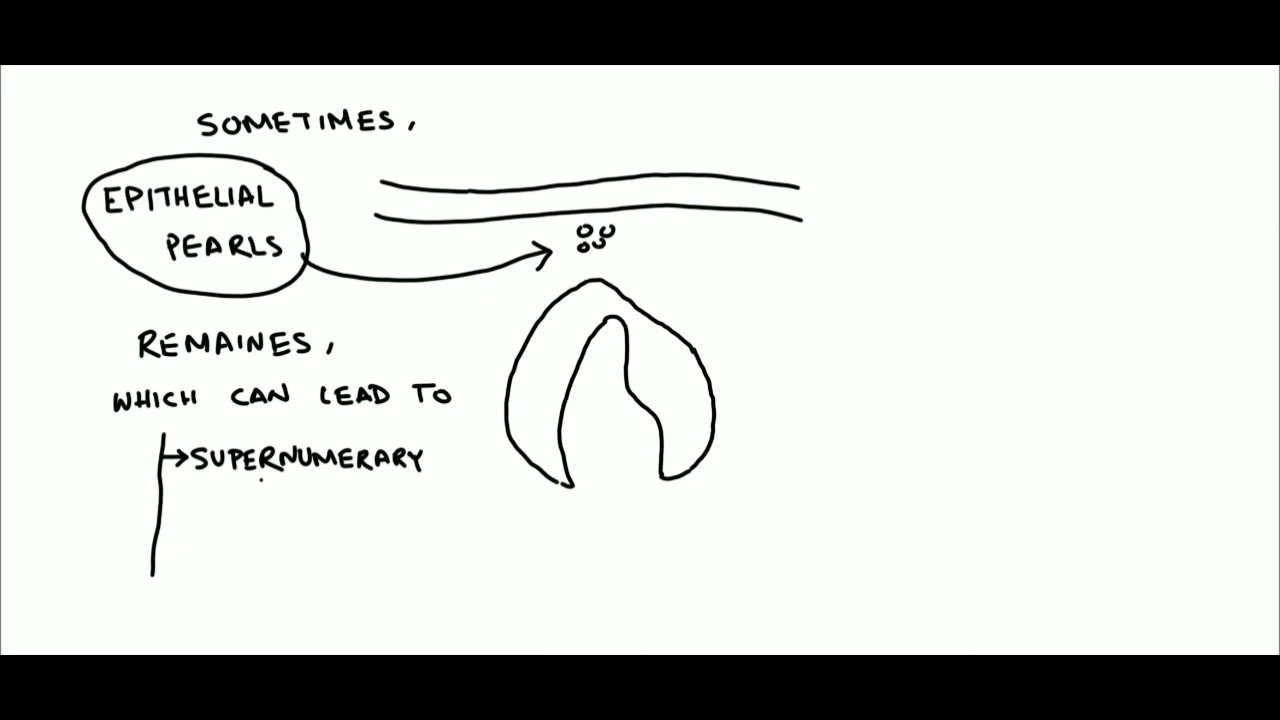 SOMETIMES,
EPITHELIAL
PEARLS
REMAINES,
WHICH CAN LEAD TO
SUPERNUMERARY